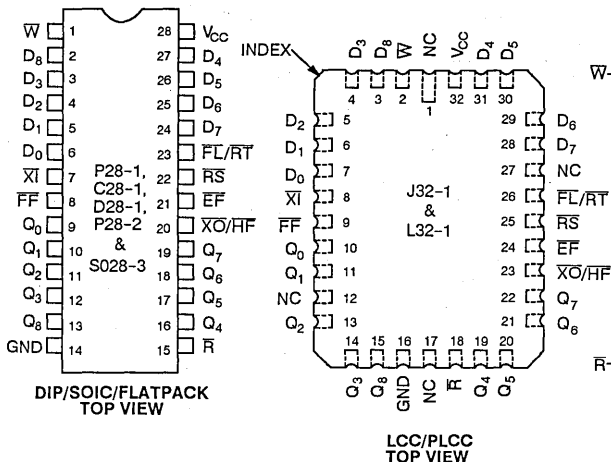 W̅ 1 28 VCC
D8 2 27 D4
D3 3 26 D5
D2 4 25 D6
D1 5 24 D7
D0 6 23 F̅L̅/R̅T̅
X̅I̅ 7 P28-1, 22 R̅S̅
C28-1,
F̅F̅ 8 D28-1, 21 E̅F̅
Q0 9 P28-2 20 X̅O̅/H̅F̅
&
Q1 10 19 Q7
Q2 11 SO28-3 18 Q6
Q3 12 17 Q5
Q8 13 16 Q4
GND 14 15 R̅
DIP/SOIC/FLATPACK
TOP VIEW
INDEX
D3 D8 W̅ NC VCC D4 D5
4 3 2 1 32 31 30
W̅
D2 5 29 D6
D1 6 28 D7
D0 7 27 NC
X̅I̅ 8 J32-1 26 F̅L̅/R̅T̅
&
F̅F̅ 9 L32-1 25 R̅S̅
Q0 10 24 E̅F̅
Q1 11 23 X̅O̅/H̅F̅
NC 12 22 Q7
Q2 13 21 Q6
14 15 16 17 18 19 20
R̅
Q3 Q8 GND NC R̅ Q4 Q5
LCC/PLCC
TOP VIEW